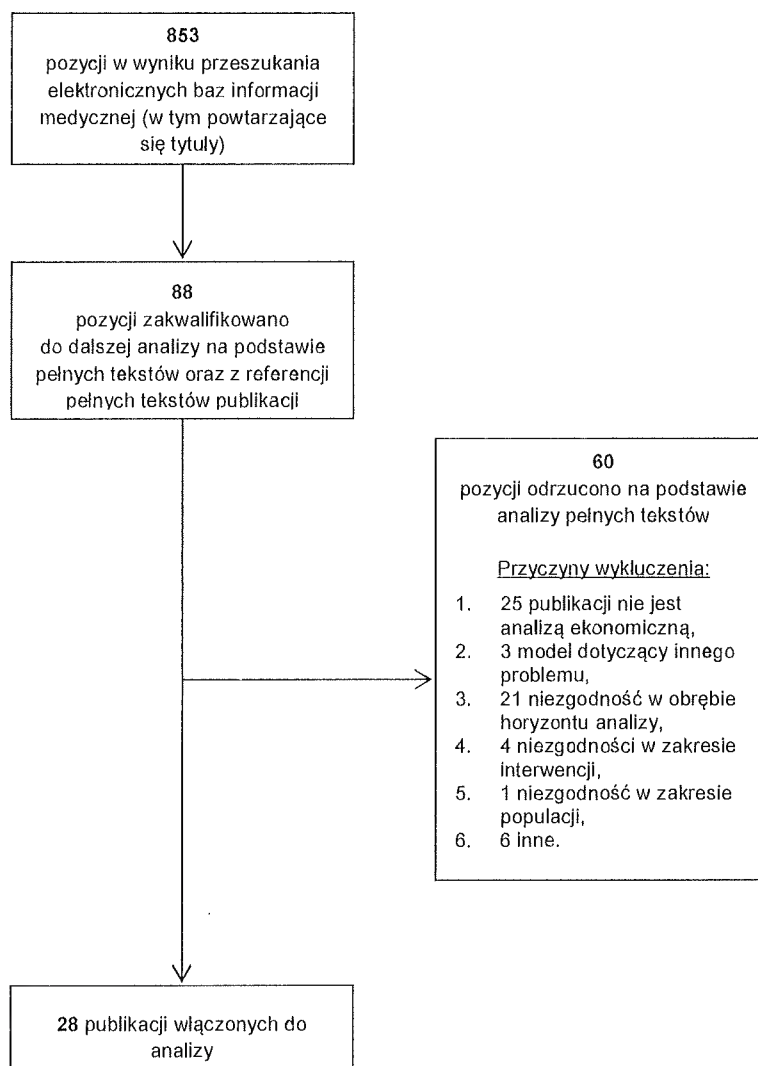 853
pozycji w wyniku przeszukania
elektronicznych baz informacji
medycznej (w tym powtarzające
się tytuly)
88
pozycji zakwalifikowano
do dalszej analizy na podstawie
pełnych tekstów oraz z referencji
pełnych tekstów publikacji
60
pozycji odrzucono na podstawie
analizy pełnych tekstów
Przyczyny wykluczenia:
1. 25 publikacji nie jest
analizą ekonomiczną,
2. 3 model dotyczący innego
problemu,
3. 21 niezgodność w obrębie
horyzontu analizy,
4. 4 niezgodności w zakresie
interwencji,
5. 1 niezgodność w zakresie
populacji,
6. 6 inne.
28 publikacji włączonych do
analizy